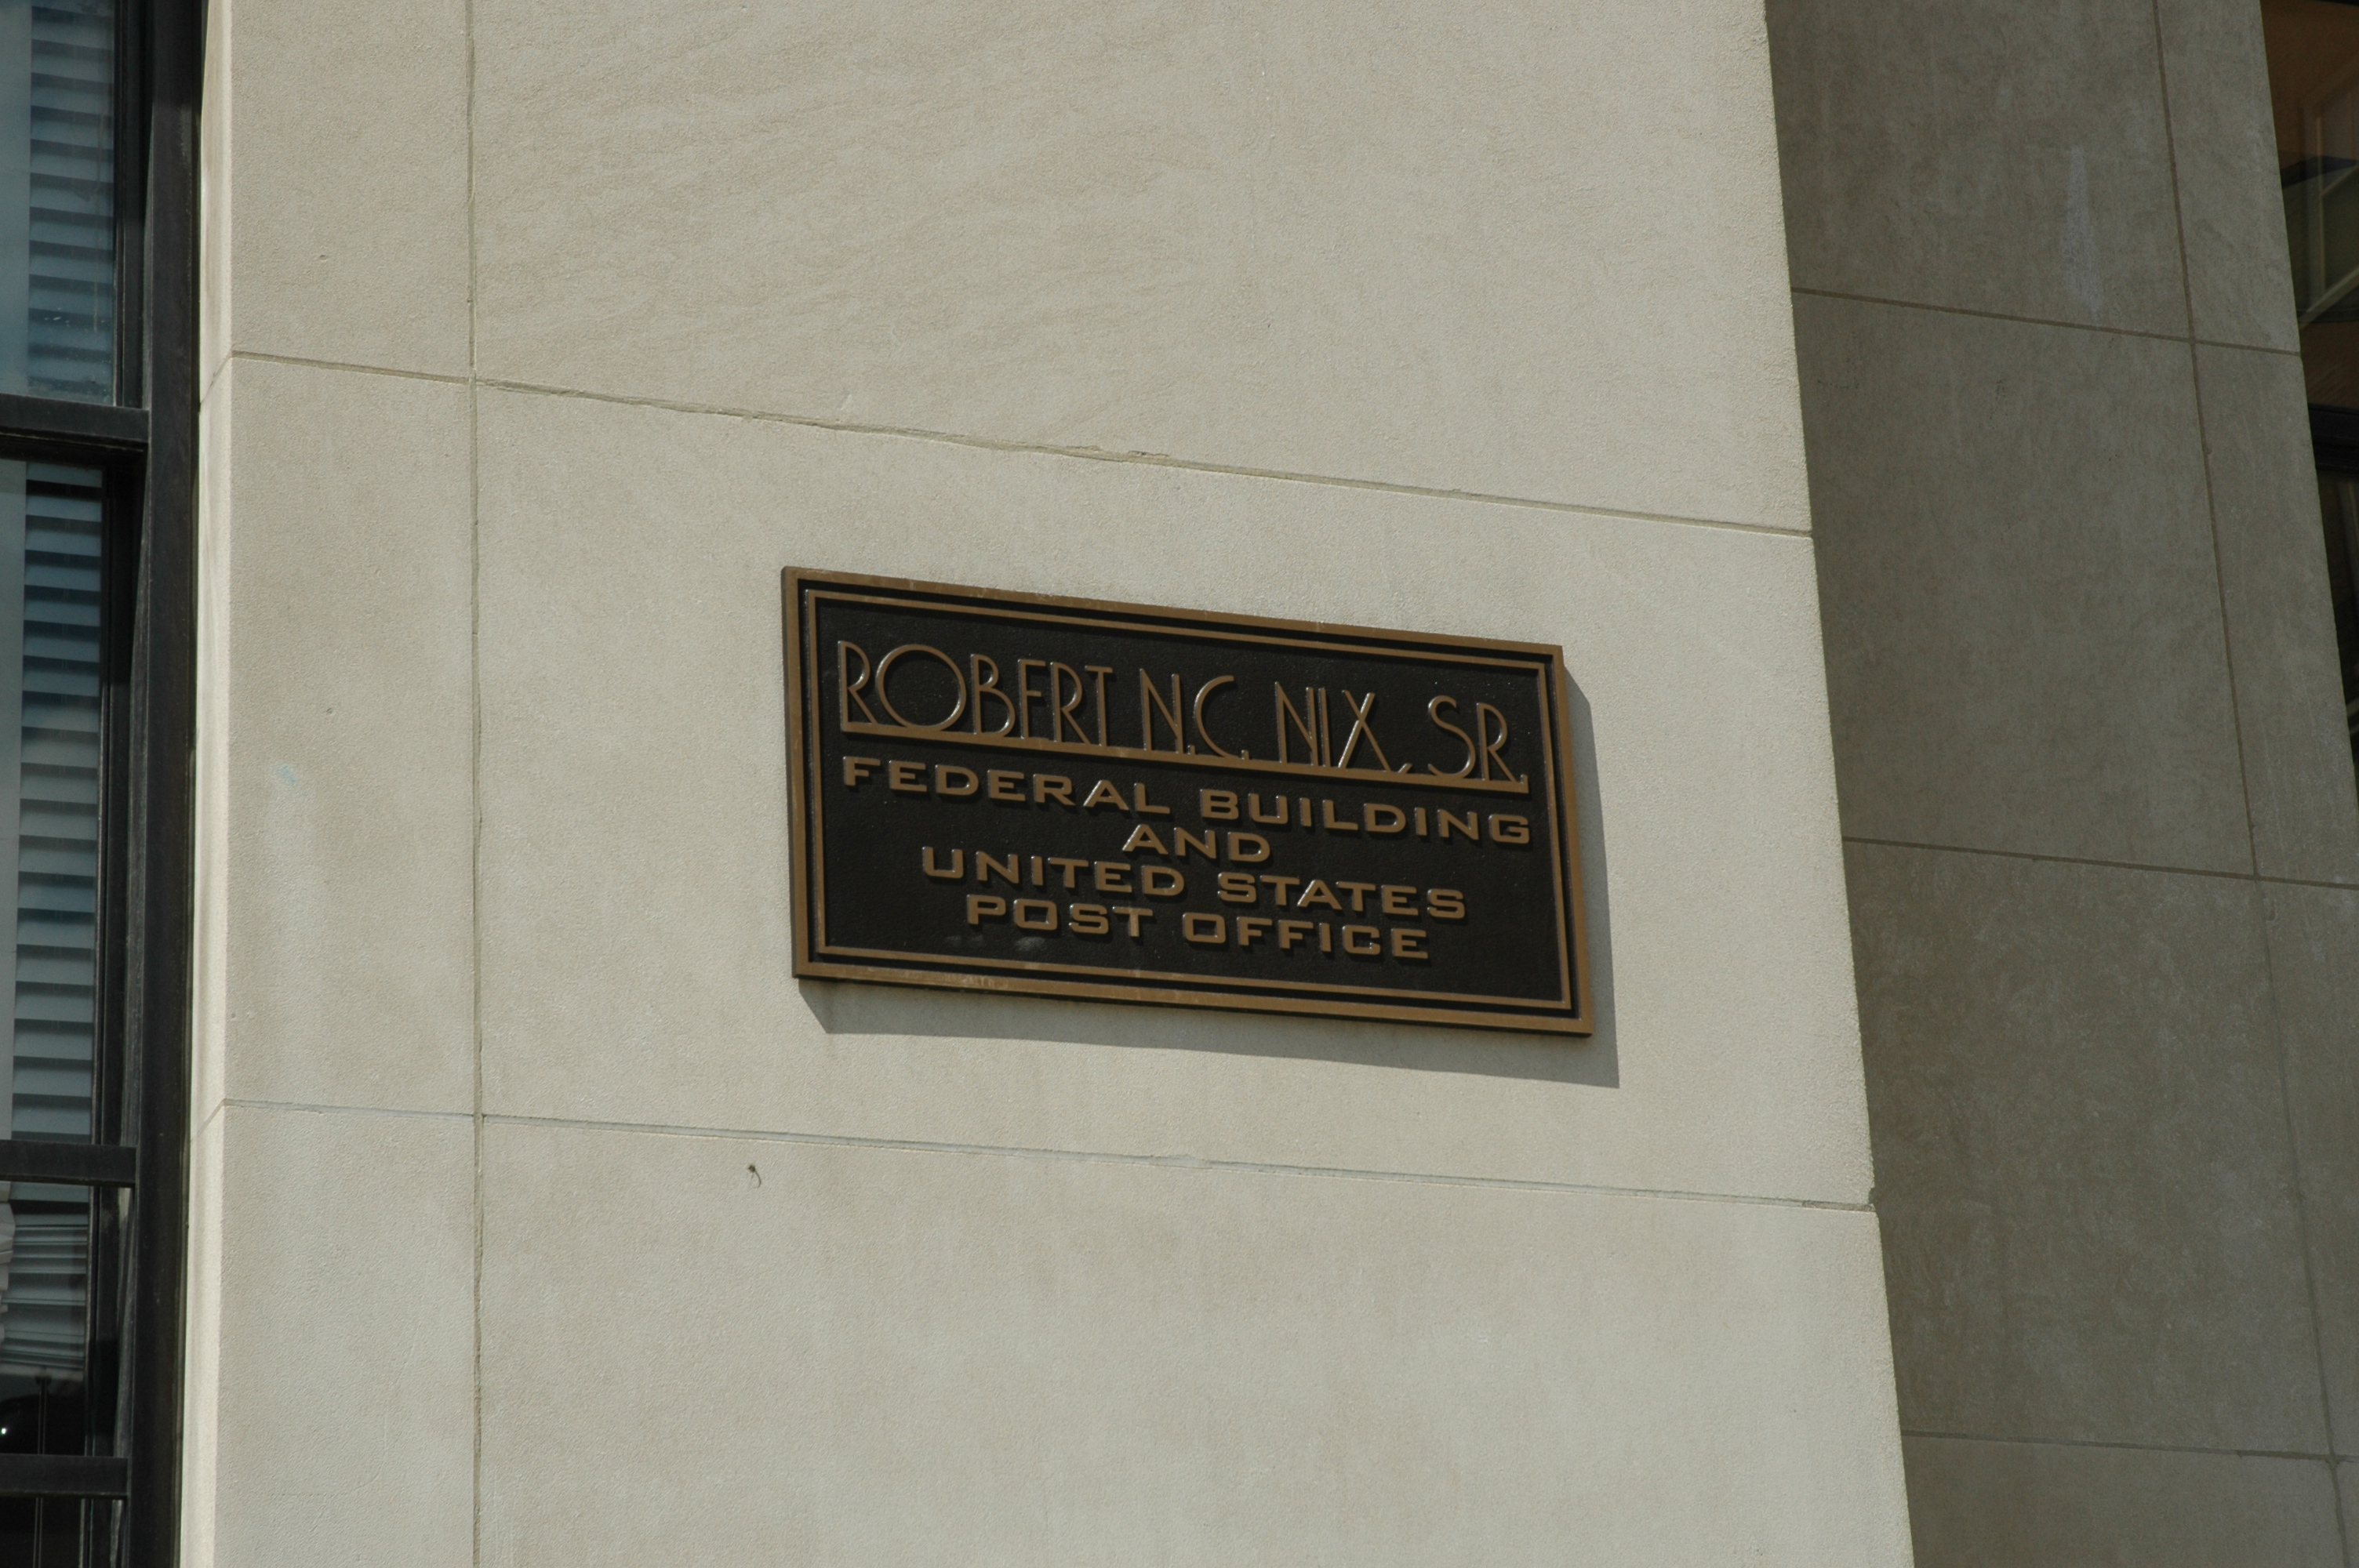 ROBERT N.C. NIX, SR.
FEDERAL BUILDING
AND
UNITED STATES
POST OFFICE